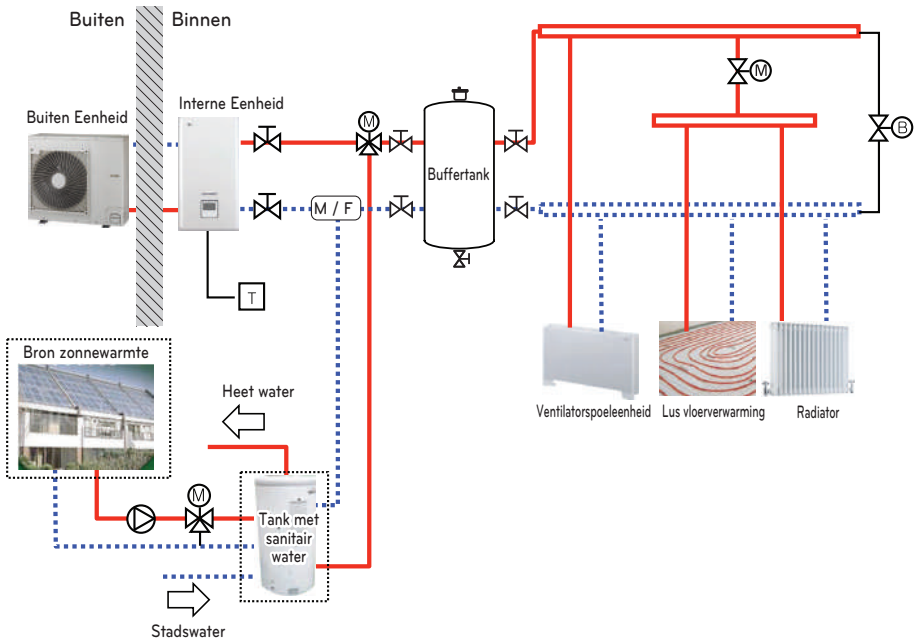 Buiten Binnen
Buiten Eenheid
Interne Eenheid
M
M
B
Buffertank
M / F
T
Bron zonnewarmte
Heet water
Ventilatorspoeleenheid Lus vloerverwarming Radiator
M
Tank met
sanitair
water
Stadswater